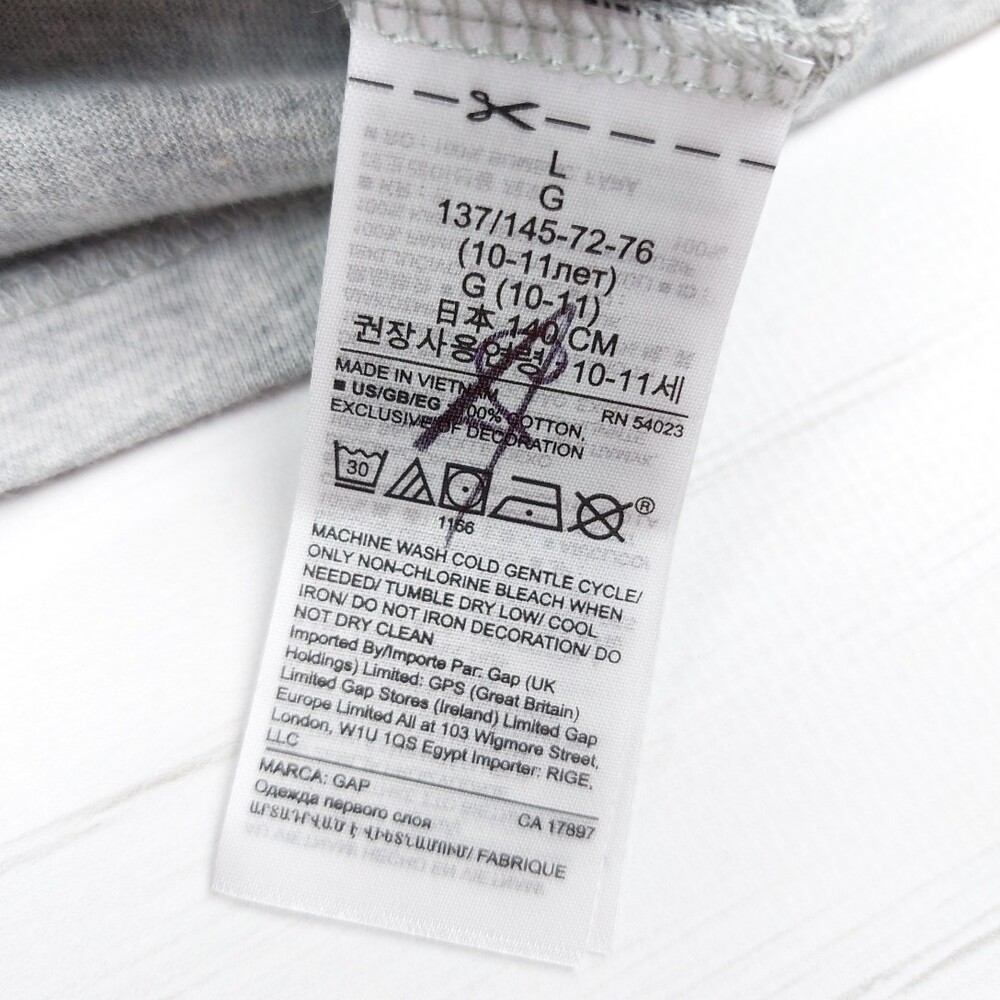 L
G
137/145-72-76
(10-11лет)
G (10-11)
日本 140 CM
권장사용연령: 10-11세
MADE IN VIETNAM
RN 54023
■ US/GB/EG 100% COTTON,
EXCLUSIVE OF DECORATION
30
®
1166
MACHINE WASH COLD GENTLE CYCLE/
ONLY NON-CHLORINE BLEACH WHEN
NEEDED/ TUMBLE DRY LOW/ COOL
IRON/ DO NOT IRON DECORATION/ DO
NOT DRY CLEAN
Imported By/Importe Par: Gap (UK
Holdings) Limited: GPS (Great Britain)
Limited Gap Stores (Ireland) Limited Gap
Europe Limited All at 103 Wigmore Street,
London, W1U 1QS Egypt Importer: RIGE,
LLC
MARCA: GAP
CA 17897
Одежда первого слоя
ԱՐՏԱԴՐՎԱԾ Է ՎԻԵՏՆԱՄՈՒՄ/ FABRIQUE